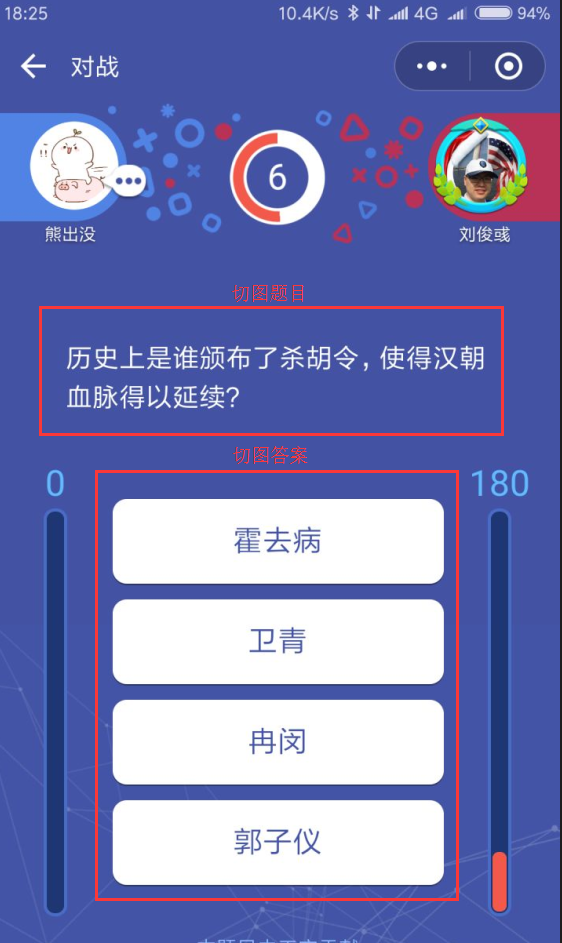 18:25 10.4K/s 4G 94%
对战
6
熊出没 刘俊彧
切图题目
历史上是谁颁布了杀胡令,使得汉朝
血脉得以延续?
切图答案
0 180
霍去病
卫青
冉闵
郭子仪